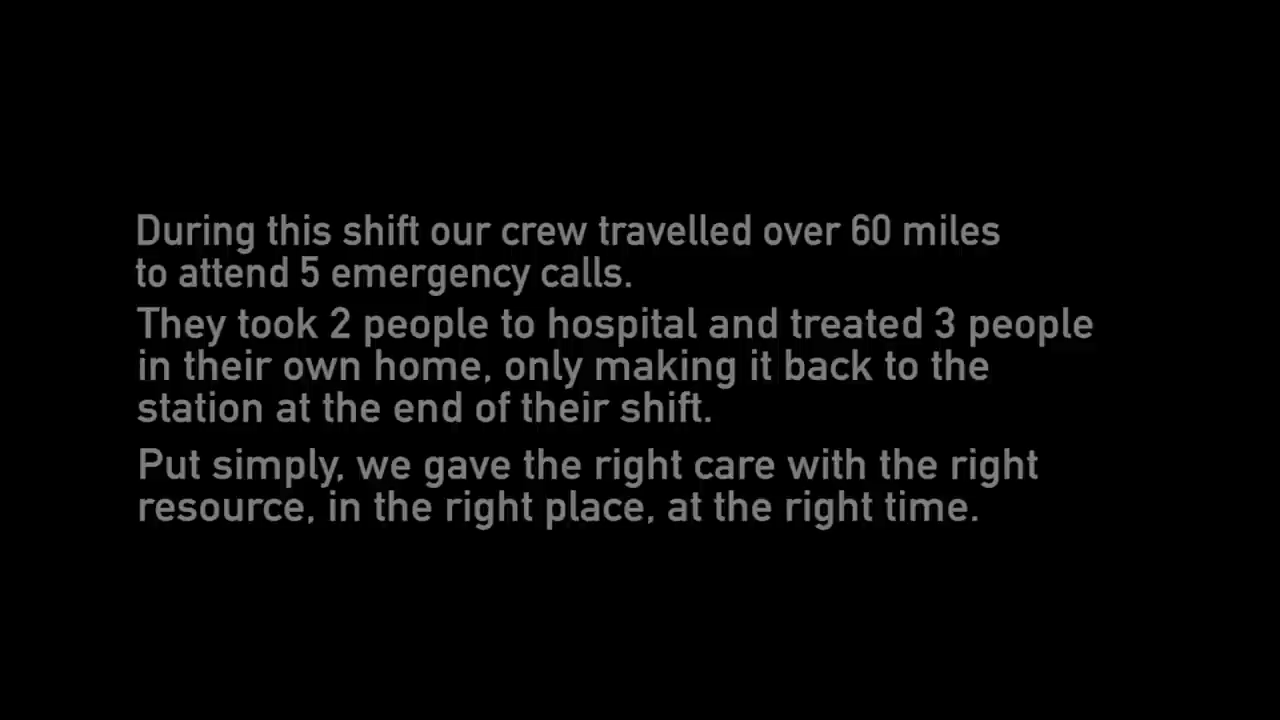 During this shift our crew travelled over 60 miles
to attend 5 emergency calls.
They took 2 people to hospital and treated 3 people
in their own home, only making it back to the
station at the end of their shift.
Put simply, we gave the right care with the right
resource, in the right place, at the right time.